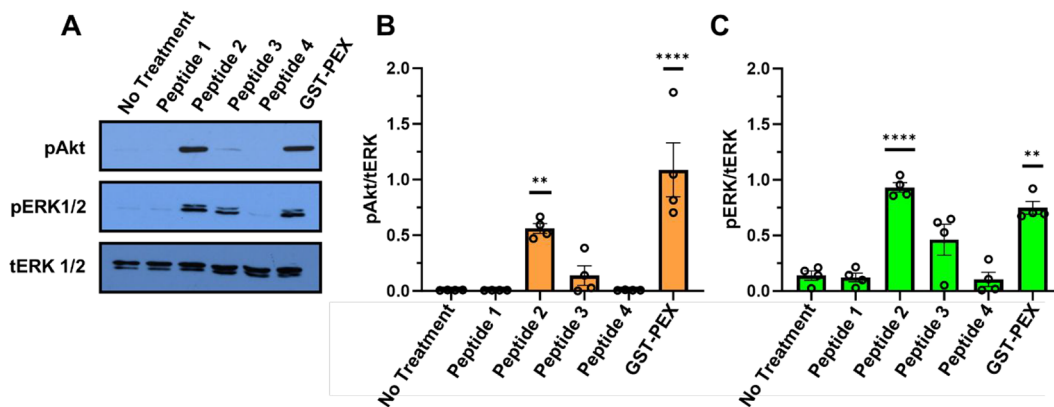 A
No Treatment
Peptide 1
Peptide 2
Peptide 3
Peptide 4
GST-PEX
pAkt
pERK1/2
tERK 1/2
B
pAkt/tERK
2.0
1.5
1.0
0.5
0.0
**
****
No Treatment
Peptide 1
Peptide 2
Peptide 3
Peptide 4
GST-PEX
C
pERK/tERK
2.0
1.5
1.0
0.5
0.0
****
**
No Treatment
Peptide 1
Peptide 2
Peptide 3
Peptide 4
GST-PEX